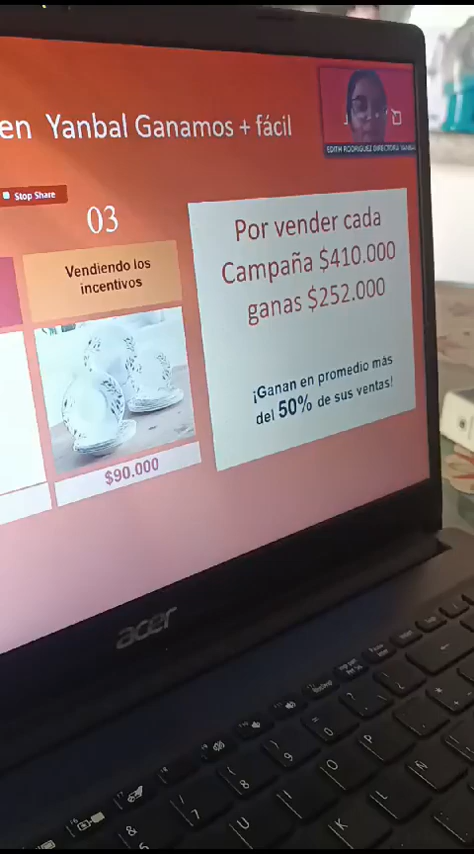 en Yanbal Ganamos + fácil
EDITH RODRIGUEZ DIRECTORA
Stop Share
03
Vendiendo los
incentivos
$90.000
Por vender cada
Campaña $410.000
ganas $252.000
¡Ganan en promedio más
del 50% de sus ventas!
acer